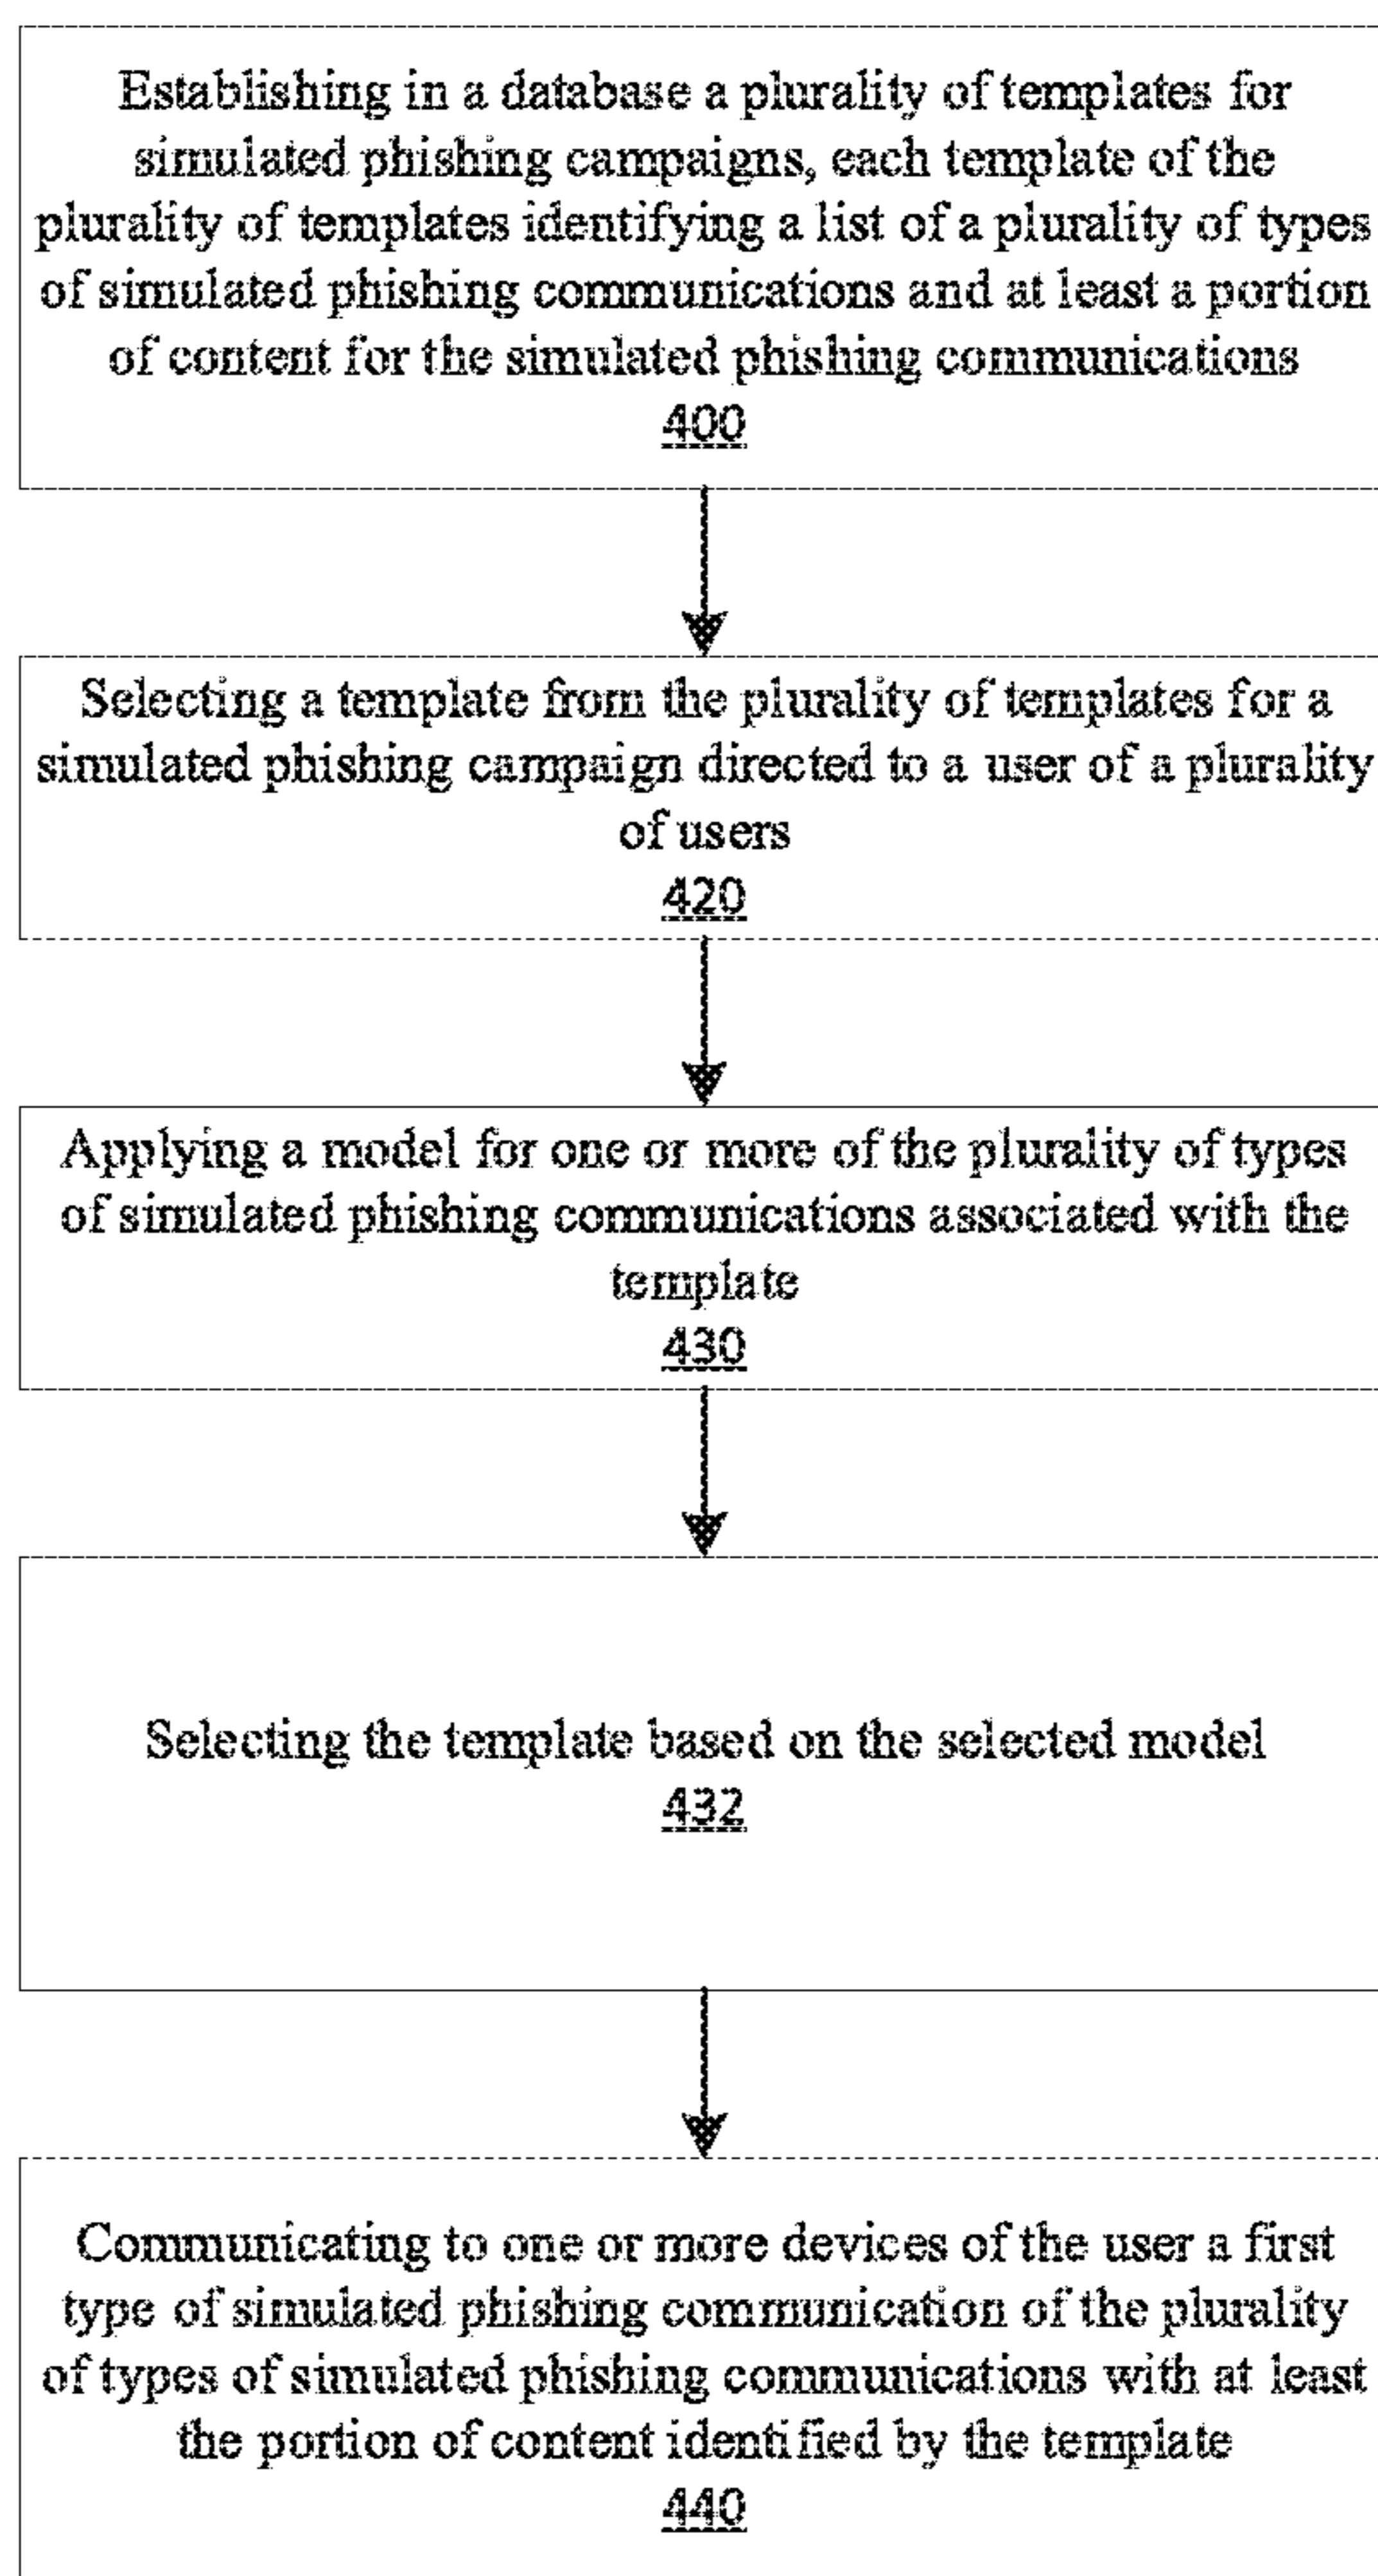 Establishing in a database a plurality of templates for
simulated phishing campaigns, each template of the
plurality of templates identifying a list of a plurality of types
of simulated phishing communications and at least a portion
of content for the simulated phishing communications
400
Selecting a template from the plurality of templates for a
simulated phishing campaign directed to a user of a plurality
of users
420
Applying a model for one or more of the plurality of types
of simulated phishing communications associated with the
template
430
Selecting the template based on the selected model
432
Communicating to one or more devices of the user a first
type of simulated phishing communication of the plurality
of types of simulated phishing communications with at least
the portion of content identified by the template
440